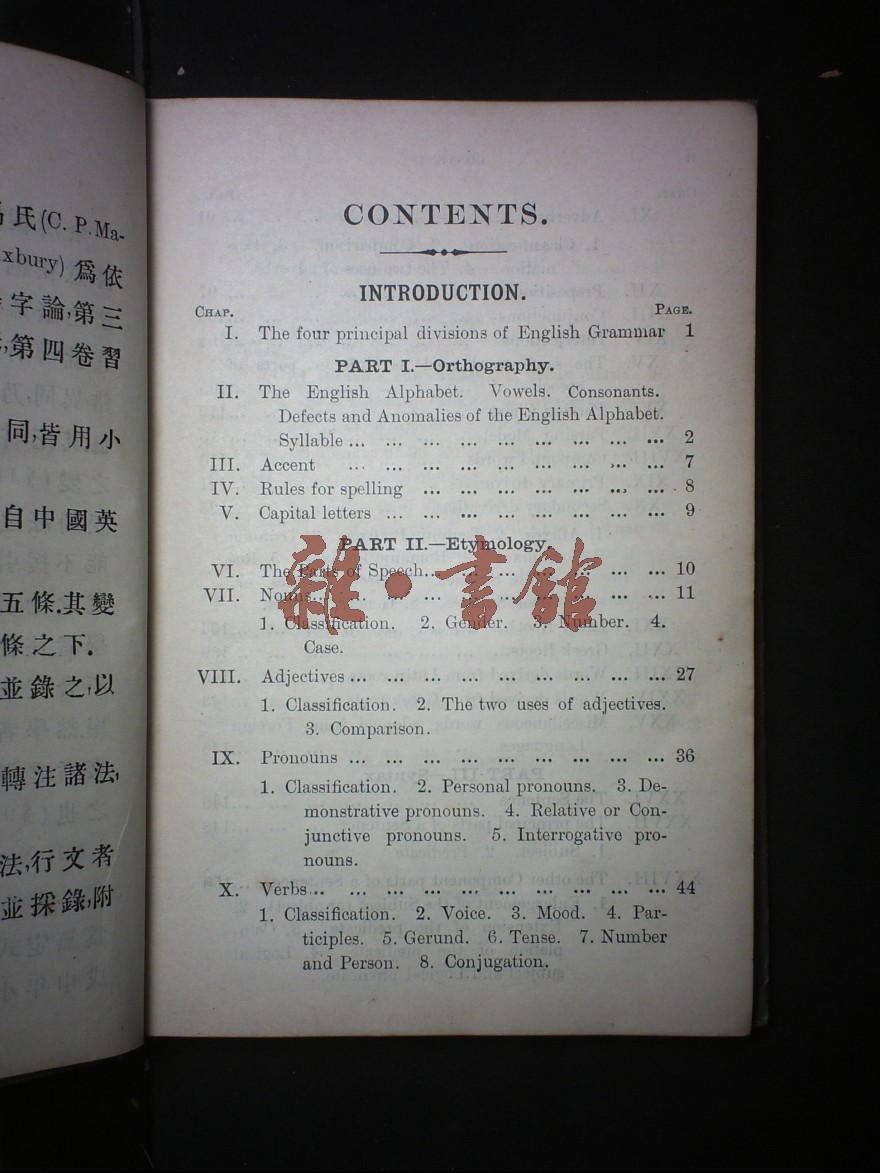 氏(C. P. Ma-
xbury)爲依
字論,第三
第四卷習
同,皆用小
自中國英
五條.其變
條之下.
並錄之,以
轉注諸法,
法,行文者
並採錄,附
CONTENTS.
INTRODUCTION.
CHAP. PAGE.
I. The four principal divisions of English Grammar 1
PART I.—Orthography.
II. The English Alphabet. Vowels. Consonants.
Defects and Anomalies of the English Alphabet.
Syllable ... ... ... ... ... ... ... ... ... 2
III. Accent ... ... ... ... ... ... ... ... ... 7
IV. Rules for spelling ... ... ... ... ... ... ... 8
V. Capital letters ... ... ... ... ... ... ... ... 9
PART II.—Etymology.
VI. The Parts of Speech... ... ... ... ... ... ... 10
VII. Nouns... ... ... ... ... ... ... ... ... ... 11
1. Classification. 2. Gender. 3. Number. 4.
Case.
VIII. Adjectives ... ... ... ... ... ... ... ... ... 27
1. Classification. 2. The two uses of adjectives.
3. Comparison.
IX. Pronouns ... ... ... ... ... ... ... ... ... 36
1. Classification. 2. Personal pronouns. 3. De-
monstrative pronouns. 4. Relative or Con-
junctive pronouns. 5. Interrogative pro-
nouns.
X. Verbs... ... ... ... ... ... ... ... ... ... 44
1. Classification. 2. Voice. 3. Mood. 4. Par-
ticiples. 5. Gerund. 6. Tense. 7. Number
and Person. 8. Conjugation.
雜·書館